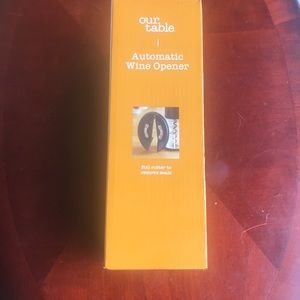 our
table
Automatic
Wine Opener
Foil cutter to
remove seals